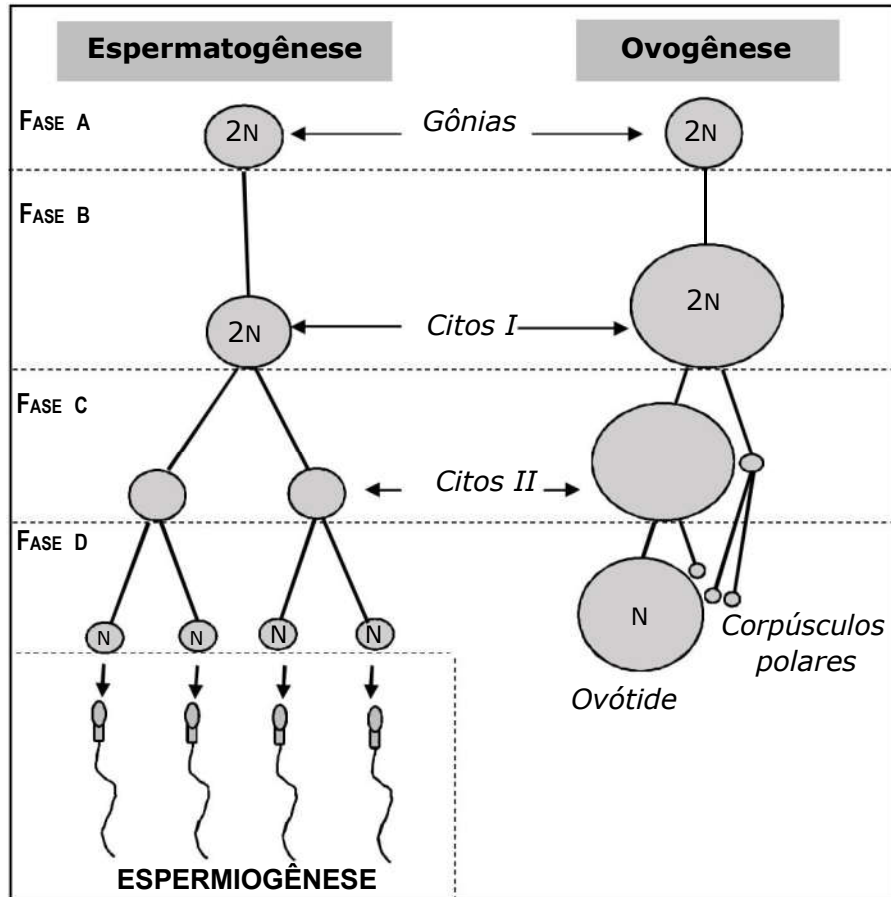 Espermatogênese Ovogênese
FASE A
2N Gônias 2N
FASE B
2N Citos I 2N
FASE C
Citos II
FASE D
N N N N N
Corpúsculos
polares
Ovótide
ESPERMIOGÊNESE